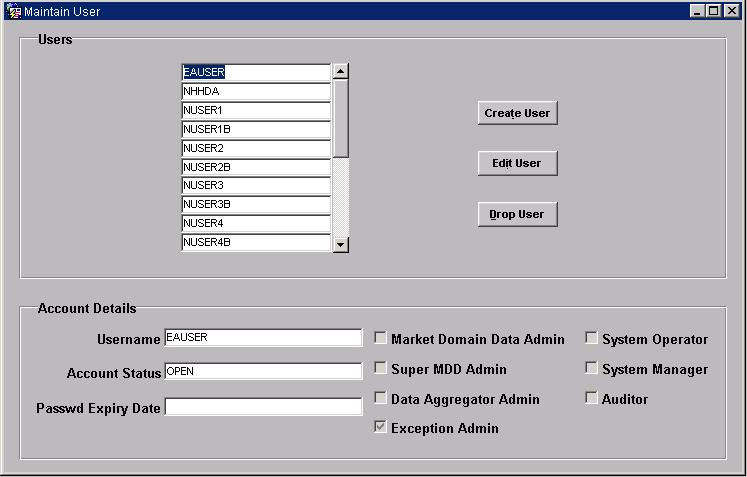 Maintain User
Users
EAUSER
NHHDA
NUSER1
NUSER1B
NUSER2
NUSER2B
NUSER3
NUSER3B
NUSER4
NUSER4B
Create User
Edit User
Drop User
Account Details
Username EAUSER
Account Status OPEN
Passwd Expiry Date
Market Domain Data Admin
Super MDD Admin
Data Aggregator Admin
Exception Admin
System Operator
System Manager
Auditor